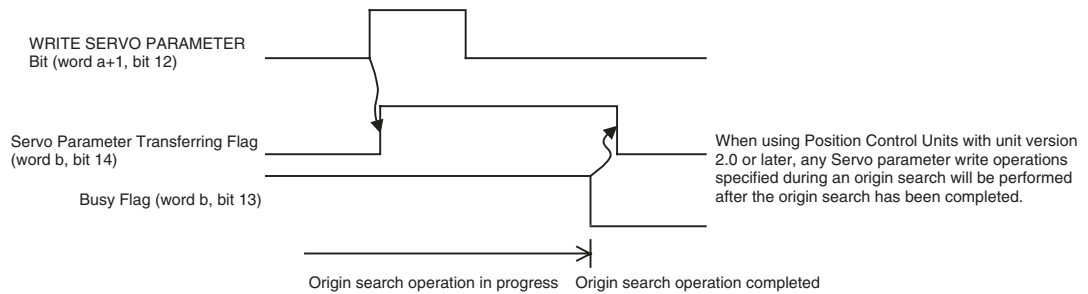 WRITE SERVO PARAMETER
Bit (word a+1, bit 12)
Servo Parameter Transferring Flag
(word b, bit 14)
When using Position Control Units with unit version
2.0 or later, any Servo parameter write operations
specified during an origin search will be performed
after the origin search has been completed.
Busy Flag (word b, bit 13)
Origin search operation in progress
Origin search operation completed